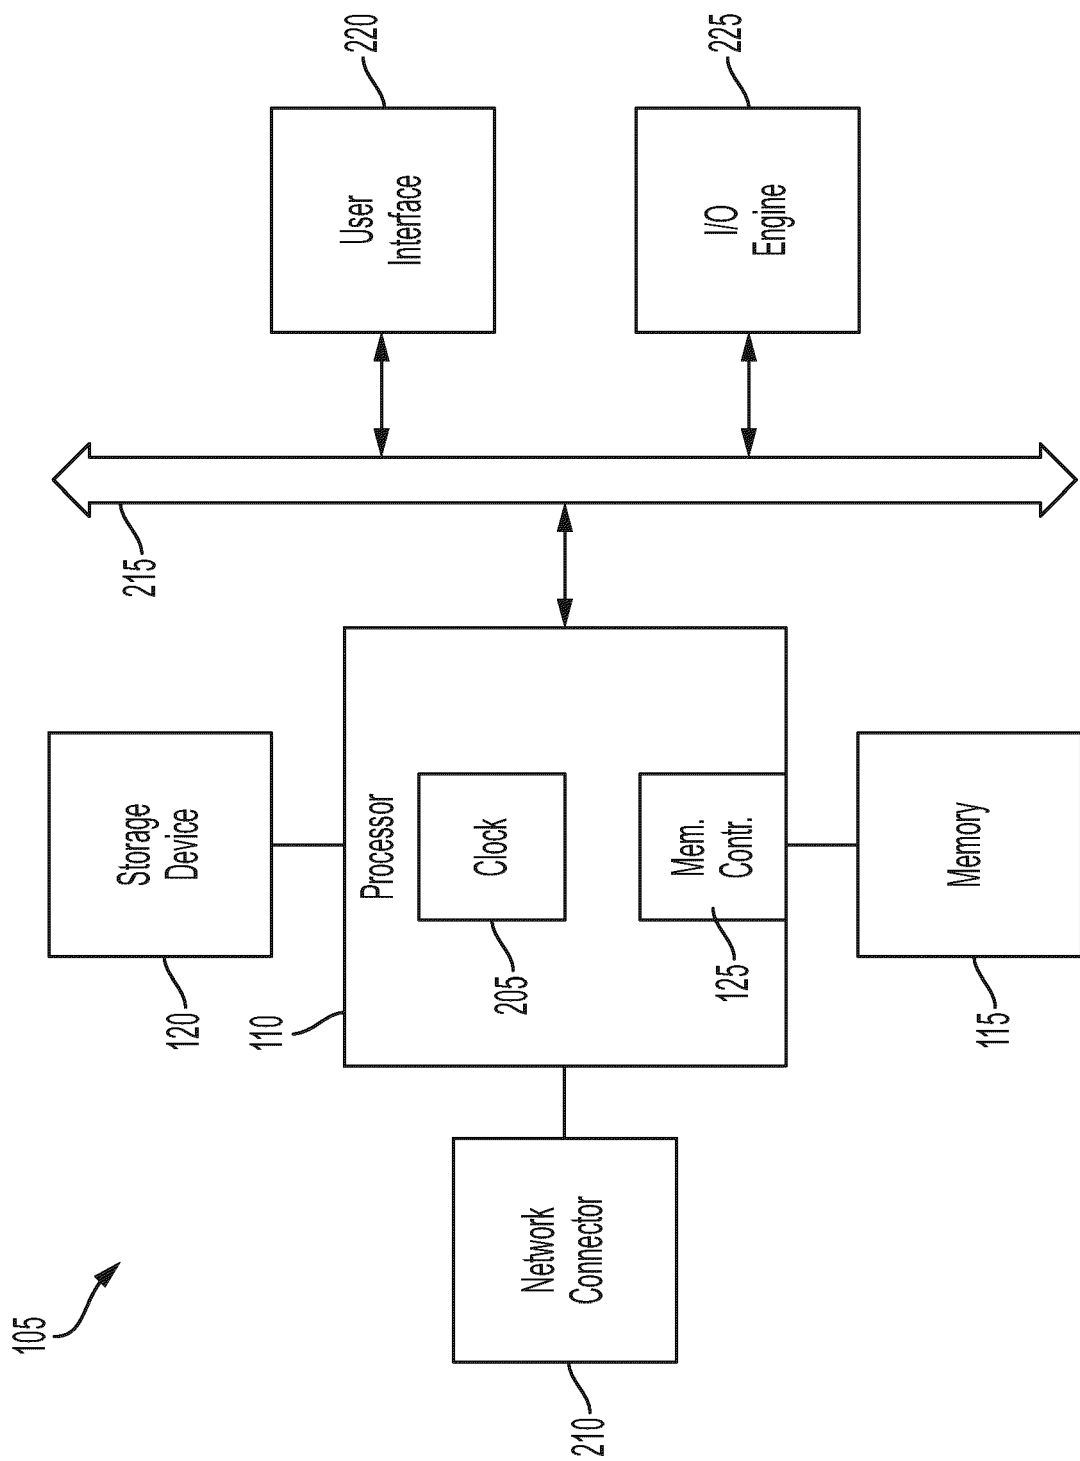 105
210
Network
Connector
110
120
Storage
Device
Processor
205
Clock
125
Mem.
Contr.
115
Memory
215
220
User
Interface
225
I/O
Engine